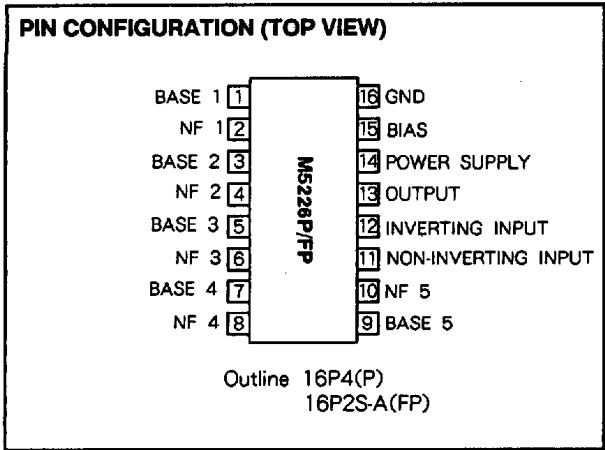 PIN CONFIGURATION (TOP VIEW)
BASE 1 1 16 GND
NF 1 2 15 BIAS
BASE 2 3 14 POWER SUPPLY
NF 2 4 13 OUTPUT
BASE 3 5 12 INVERTING INPUT
NF 3 6 11 NON-INVERTING INPUT
BASE 4 7 10 NF 5
NF 4 8 9 BASE 5
M5226P/FP
Outline 16P4(P)
16P2S-A(FP)